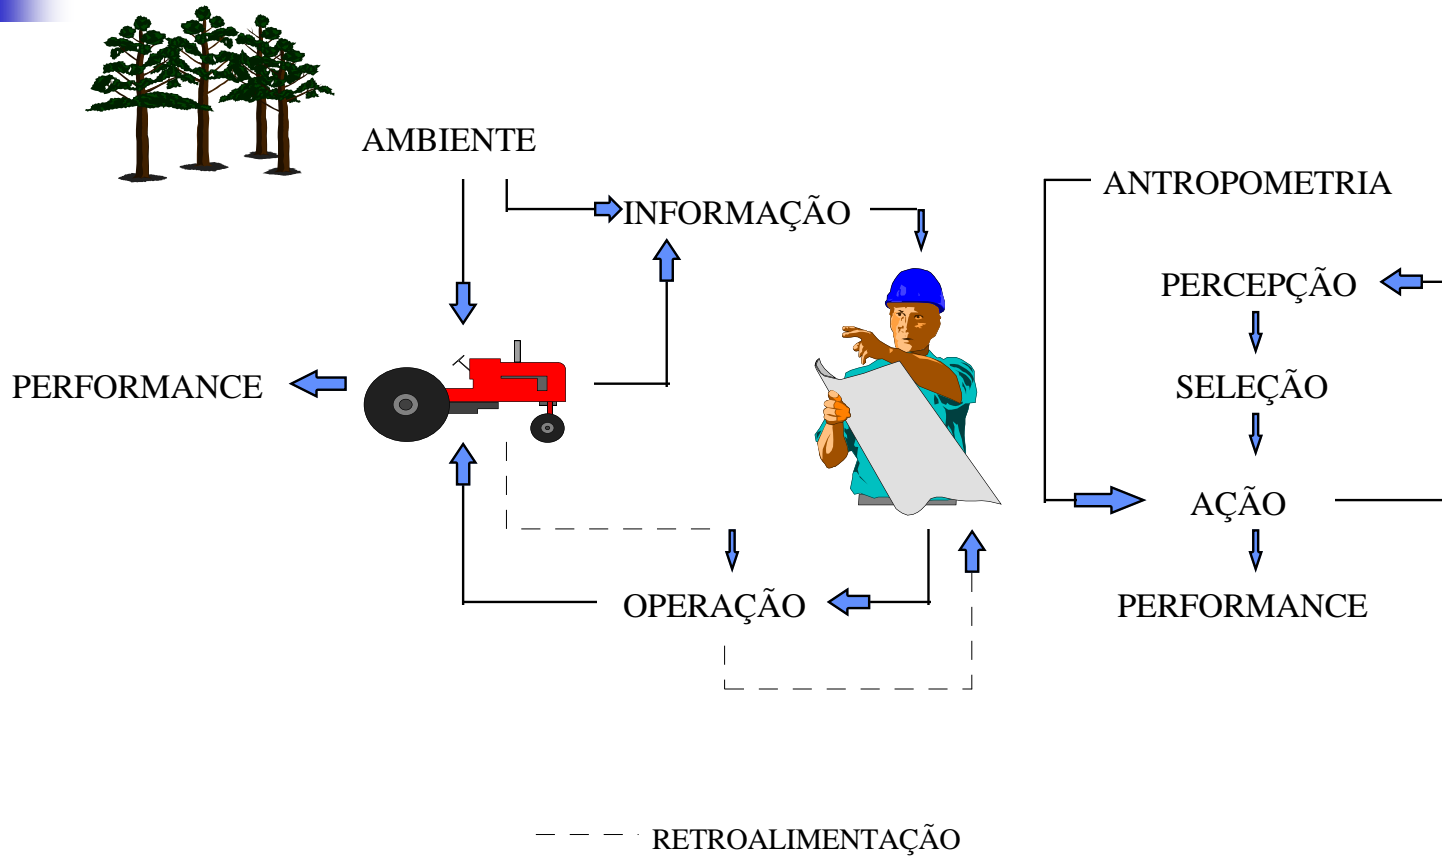 AMBIENTE
ANTROPOMETRIA
INFORMAÇÃO
PERCEPÇÃO
PERFORMANCE
SELEÇÃO
AÇÃO
OPERAÇÃO
PERFORMANCE
RETROALIMENTAÇÃO